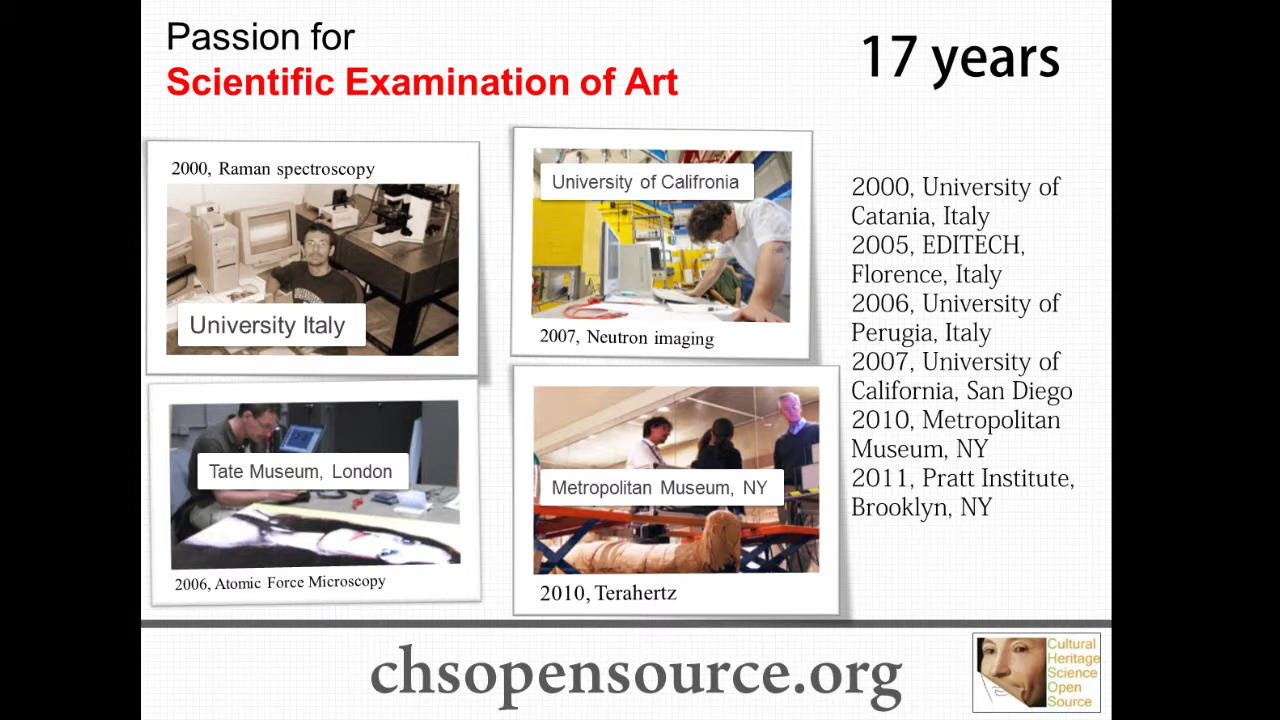 Passion for
Scientific Examination of Art
17 years
2000, Raman spectroscopy
University Italy
University of Califronia
2007, Neutron imaging
Tate Museum, London
2006, Atomic Force Microscopy
Metropolitan Museum, NY
2010, Terahertz
2000, University of
Catania, Italy
2005, EDITECH,
Florence, Italy
2006, University of
Perugia, Italy
2007, University of
California, San Diego
2010, Metropolitan
Museum, NY
2011, Pratt Institute,
Brooklyn, NY
chsopensource.org
Cultural
Heritage
Science
Open
Source